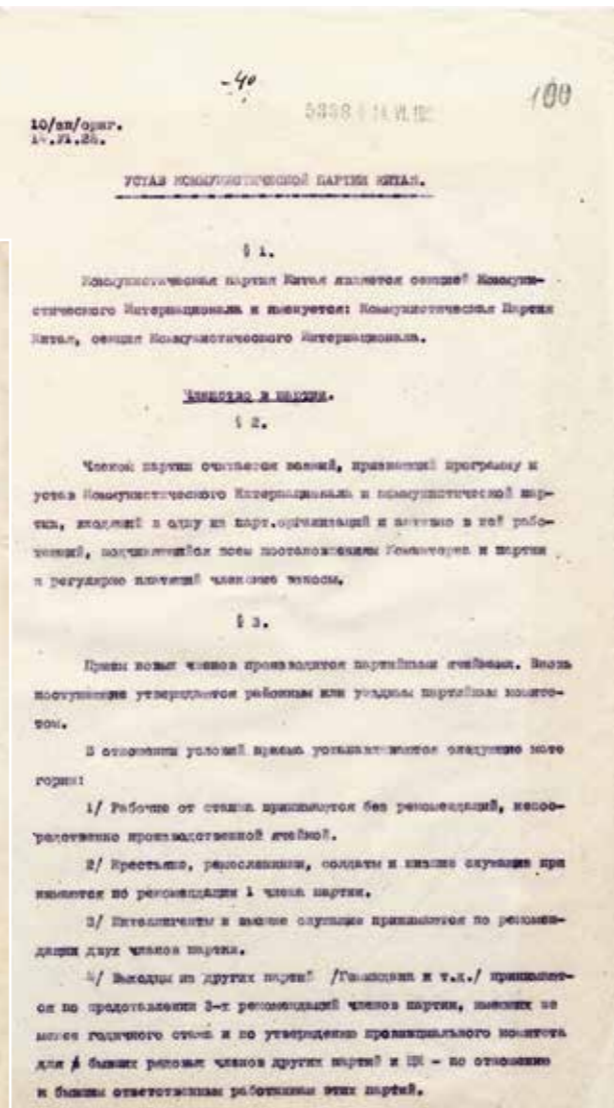 -40
100
5338 * 14.VI.192
10/зп/ориг.
14.VI.28.
УСТАВ КОММУНИСТИЧЕСКОЙ ПАРТИИ КИТАЯ.
§ 1.
Коммунистическая партия Китая является секцией Коммуни-
стического Интернационала и именуется: Коммунистическая Партия
Китая, секция Коммунистического Интернационала.
Членство в партии.
§ 2.
Членом партии считается всякий, признающий программу и
устав Коммунистического Интернационала и коммунистической пар-
тии, входящий в одну из парт.организаций и активно в ней рабо-
тающий, подчиняющийся всем постановлениям Коминтерна и партии
и регулярно платящий членские взносы.
§ 3.
Прием новых членов производится партийными ячейками. Вновь
поступившие утверждаются районным или уездным партийным комите-
том.
В отношении условий приема устанавливаются следующие кате
гории:
1/ Рабочие от станка принимаются без рекомендаций, непос-
редственно производственной ячейкой.
2/ Крестьяне, ремесленники, солдаты и низшие служащие при
нимаются по рекомендации 1 члена партии.
3/ Интеллигенты и высшие служащие принимаются по рекомен-
дации двух членов партии.
4/ Выходцы из других партий /Гоминдана и т.д./ принимают-
ся по представлении 3-х рекомендаций членов партии, имеющих не
менее годичного стажа и по утверждению провинциального комитета
для бывших рядовых членов других партий и ЦК - по отношению
к бывшим ответственным работникам этих партий.